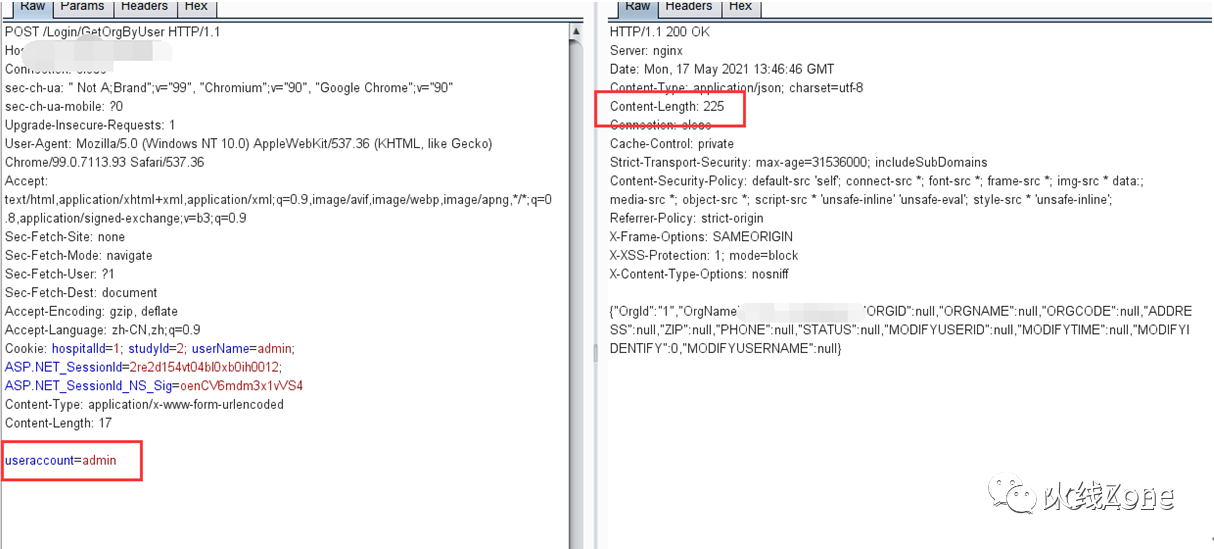 Raw Params Headers Hex
POST /Login/GetOrgByUser HTTP/1.1
Connection: close
sec-ch-ua: " Not A;Brand";v="99", "Chromium";v="90", "Google Chrome";v="90"
sec-ch-ua-mobile: ?0
Upgrade-Insecure-Requests: 1
User-Agent: Mozilla/5.0 (Windows NT 10.0) AppleWebKit/537.36 (KHTML, like Gecko)
Chrome/99.0.7113.93 Safari/537.36
Accept:
text/html,application/xhtml+xml,application/xml;q=0.9,image/avif,image/webp,image/apng,*/*;q=0
.8,application/signed-exchange;v=b3;q=0.9
Sec-Fetch-Site: none
Sec-Fetch-Mode: navigate
Sec-Fetch-User: ?1
Sec-Fetch-Dest: document
Accept-Encoding: gzip, deflate
Accept-Language: zh-CN,zh;q=0.9
Cookie: hospitalId=1; studyId=2; userName=admin;
ASP.NET_SessionId=2re2d154vt04bl0xb0ih0012;
ASP.NET_SessionId_NS_Sig=oenCV6mdm3x1vVS4
Content-Type: application/x-www-form-urlencoded
Content-Length: 17
useraccount=admin
Raw Headers Hex
HTTP/1.1 200 OK
Server: nginx
Date: Mon, 17 May 2021 13:46:46 GMT
Content-Type: application/json; charset=utf-8
Content-Length: 225
Connection: close
Cache-Control: private
Strict-Transport-Security: max-age=31536000; includeSubDomains
Content-Security-Policy: default-src 'self'; connect-src *; font-src *; frame-src *; img-src * data:;
media-src *; object-src *; script-src * 'unsafe-inline' 'unsafe-eval'; style-src * 'unsafe-inline';
Referrer-Policy: strict-origin
X-Frame-Options: SAMEORIGIN
X-XSS-Protection: 1; mode=block
X-Content-Type-Options: nosniff
{"OrgId":"1","OrgName "ORGID":null,"ORGNAME":null,"ORGCODE":null,"ADDRE
SS":null,"ZIP":null,"PHONE":null,"STATUS":null,"MODIFYUSERID":null,"MODIFYTIME":null,"MODIFYI
DENTIFY":0,"MODIFYUSERNAME":null}
火线Zone